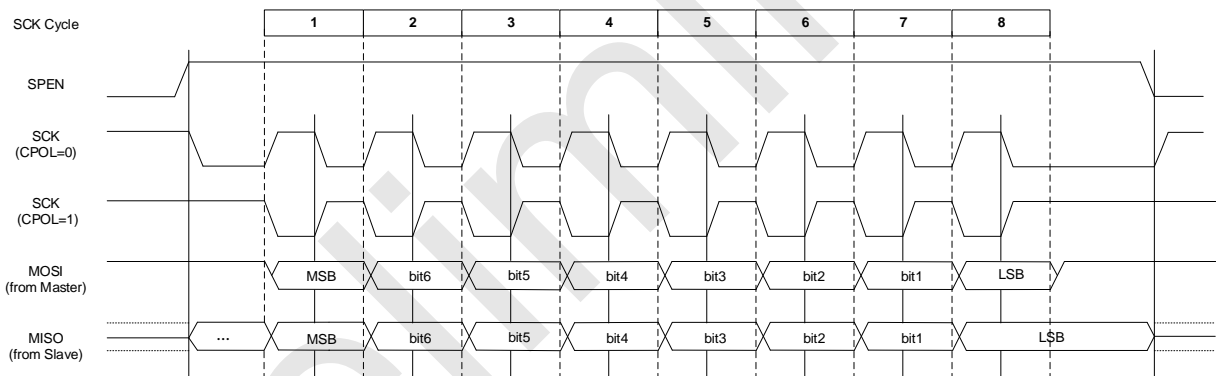 SCK Cycle 1 2 3 4 5 6 7 8
SPEN
SCK
(CPOL=0)
SCK
(CPOL=1)
MOSI
(from Master)
MSB bit6 bit5 bit4 bit3 bit2 bit1 LSB
MISO
(from Slave)
... MSB bit6 bit5 bit4 bit3 bit2 bit1 LSB